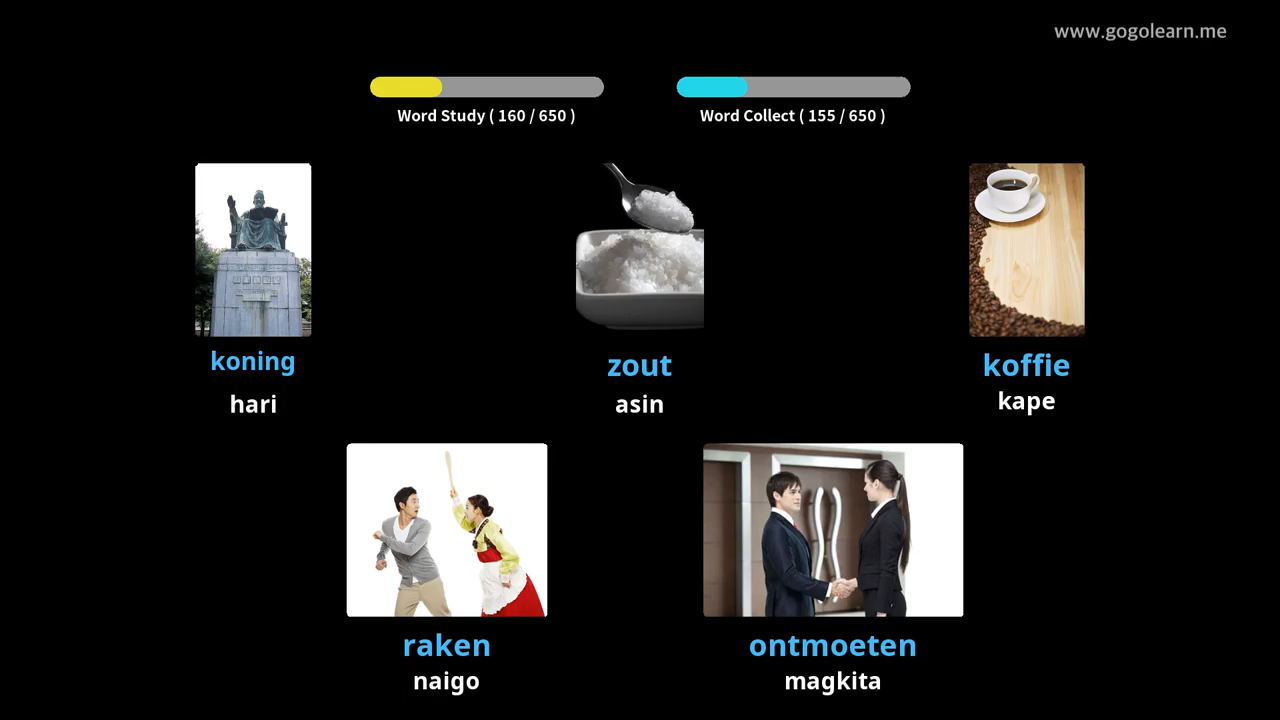 www.gogolearn.me
Word Study ( 160 / 650 )
Word Collect ( 155 / 650 )
koning
hari
zout
asin
koffie
kape
raken
naigo
ontmoeten
magkita